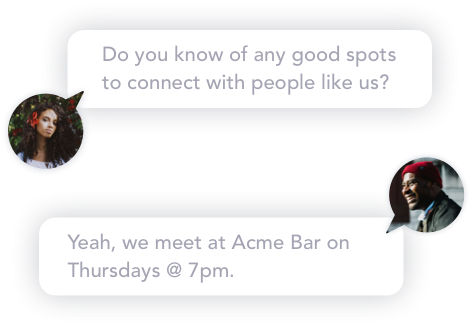 Do you know of any good spots
to connect with people like us?
Yeah, we meet at Acme Bar on
Thursdays @ 7pm.